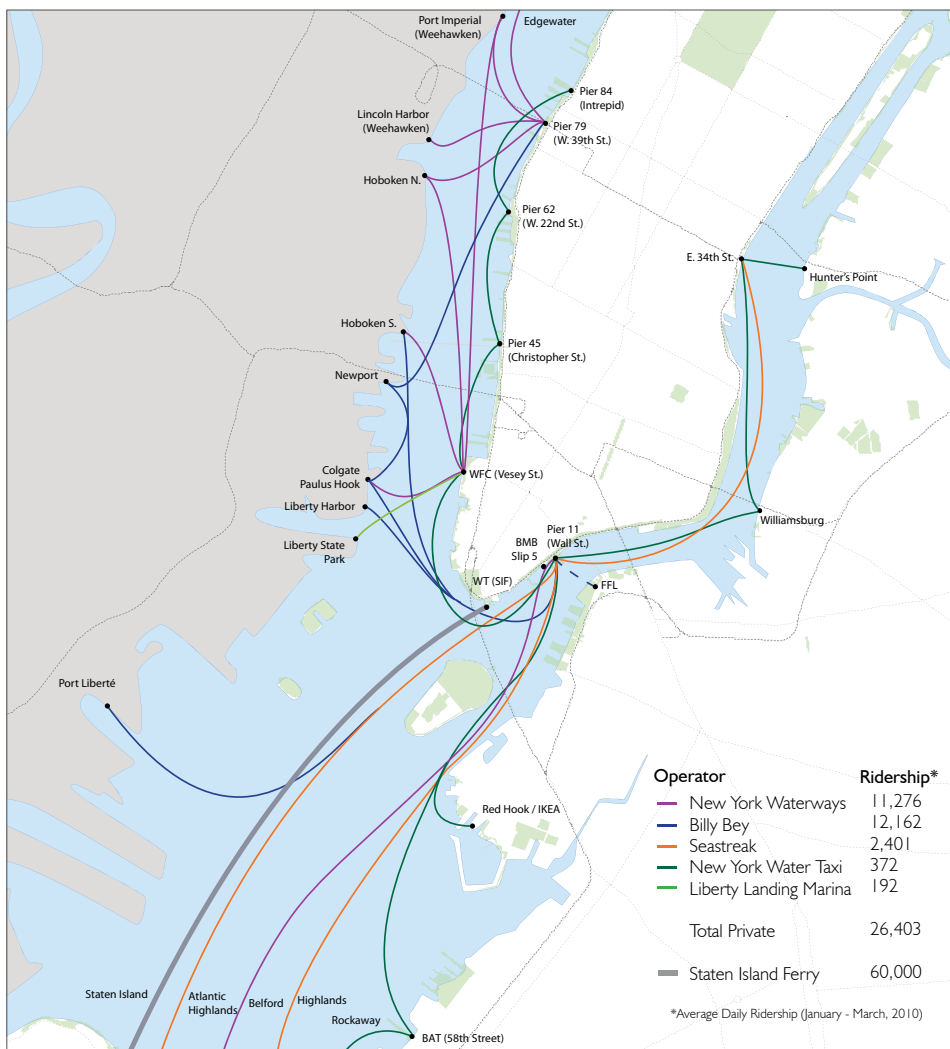 Port Imperial
(Weehawken)
Edgewater
Pier 84
(Intrepid)
Lincoln Harbor
(Weehawken)
Pier 79
(W. 39th St.)
Hoboken N.
Pier 62
(W. 22nd St.)
E. 34th St.
Hunter's Point
Hoboken S.
Pier 45
(Christopher St.)
Newport
Colgate
Paulus Hook
WFC (Vesey St.)
Liberty Harbor
Liberty State
Park
Williamsburg
Pier 11
(Wall St.)
BMB
Slip 5
WT (SIF)
FFL
Port Liberté
Red Hook / IKEA
Operator Ridership*
New York Waterways 11,276
Billy Bey 12,162
Seastreak 2,401
New York Water Taxi 372
Liberty Landing Marina 192
Total Private 26,403
Staten Island Ferry 60,000
*Average Daily Ridership (January - March, 2010)
Staten Island
Atlantic
Highlands
Belford
Highlands
Rockaway
BAT (58th Street)